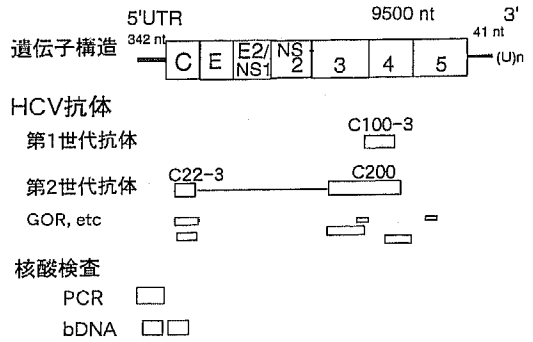 5'UTR 9500 nt 3'
遺伝子構造 342 nt C E E2/NS1 NS2 3 4 5 41 nt (U)n
HCV抗体
C100-3
第1世代抗体
C22-3 C200
第2世代抗体
GOR, etc
核酸検査
PCR
bDNA